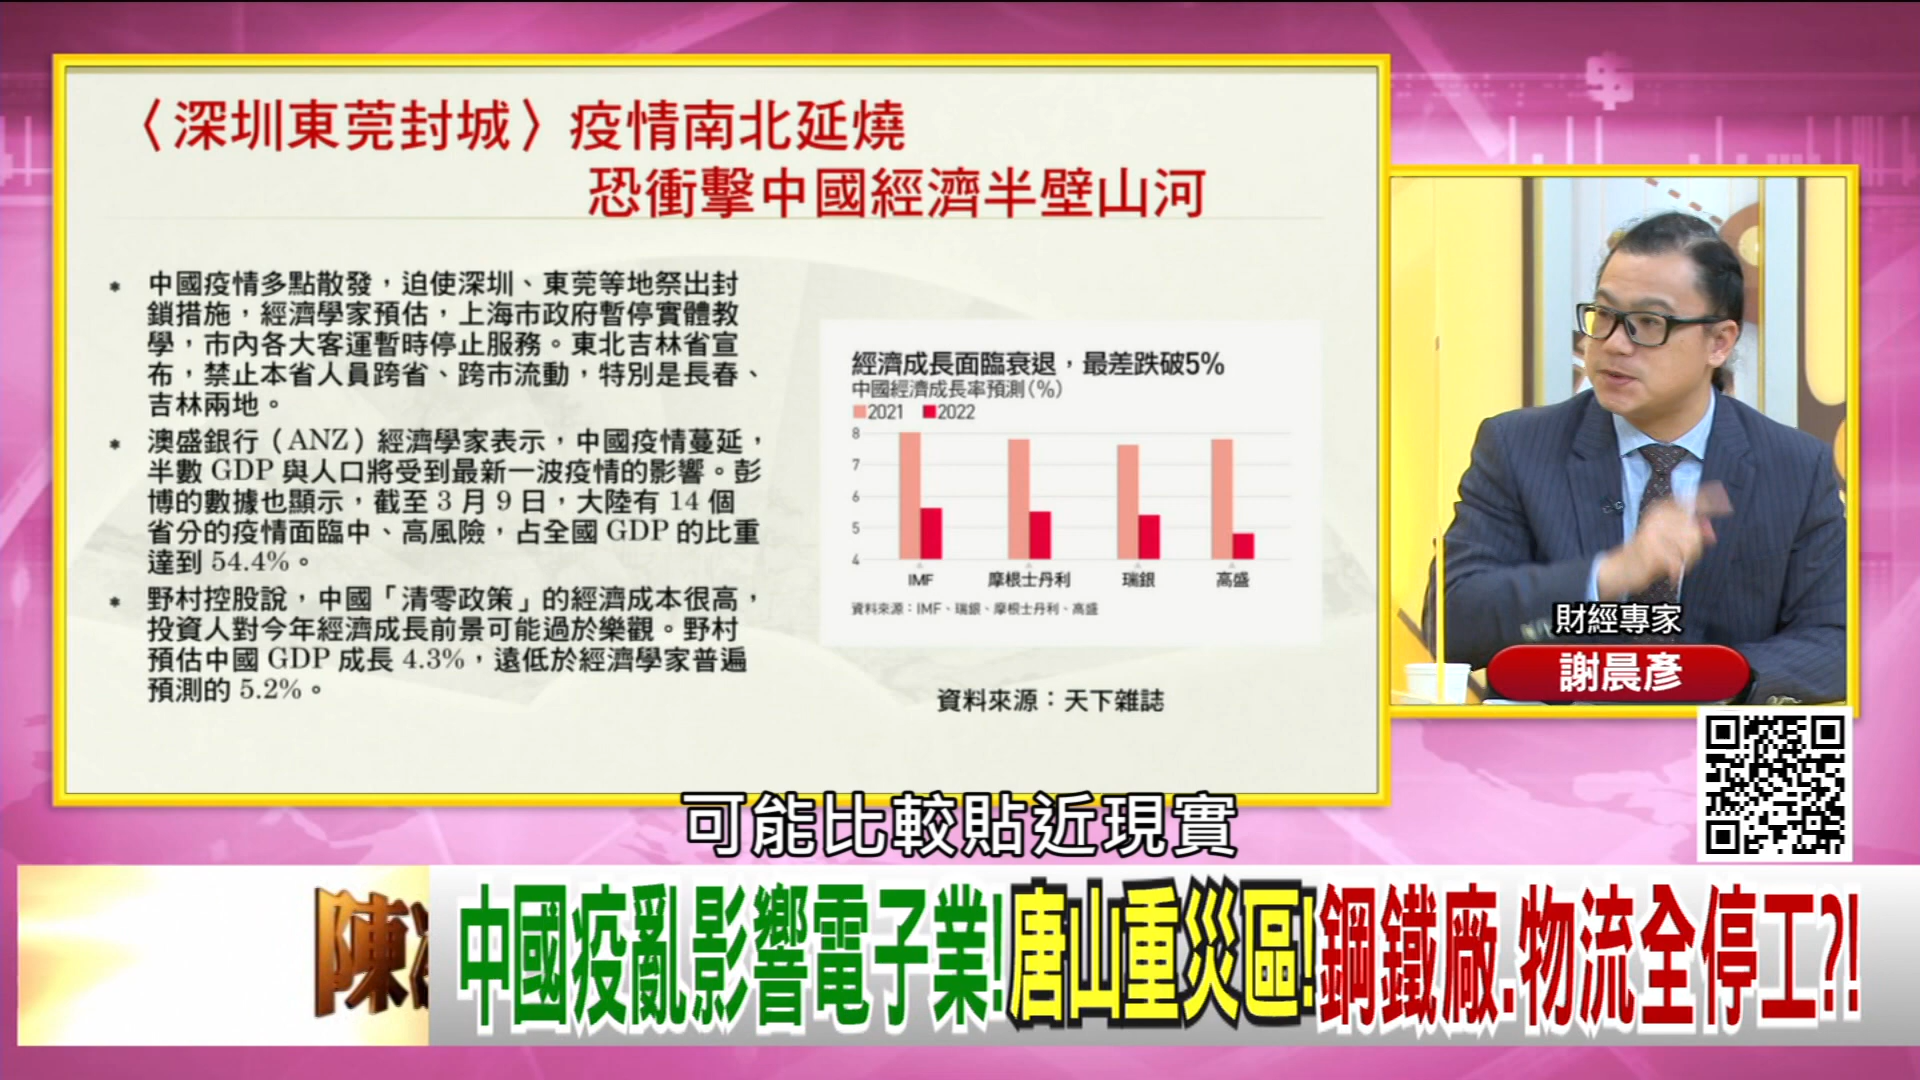 〈深圳東莞封城〉疫情南北延燒
恐衝擊中國經濟半壁山河
* 中國疫情多點散發，迫使深圳、東莞等地祭出封
鎖措施，經濟學家預估，上海市政府暫停實體教
學，市內各大客運暫時停止服務。東北吉林省宣
布，禁止本省人員跨省、跨市流動，特別是長春、
吉林兩地。
* 澳盛銀行（ANZ）經濟學家表示，中國疫情蔓延，
半數 GDP 與人口將受到最新一波疫情的影響。彭
博的數據也顯示，截至 3 月 9 日，大陸有 14 個
省分的疫情面臨中、高風險，占全國 GDP 的比重
達到 54.4%。
* 野村控股說，中國「清零政策」的經濟成本很高，
投資人對今年經濟成長前景可能過於樂觀。野村
預估中國 GDP 成長 4.3%，遠低於經濟學家普遍
預測的 5.2%。
經濟成長面臨衰退，最差跌破5%
中國經濟成長率預測(%)
2021 2022
8
7
6
5
4
IMF 摩根士丹利 瑞銀 高盛
資料來源：IMF、瑞銀、摩根士丹利、高盛
資料來源：天下雜誌
財經專家
謝晨彥
可能比較貼近現實
陳
中國疫亂影響電子業!唐山重災區!鋼鐵廠.物流全停工?!